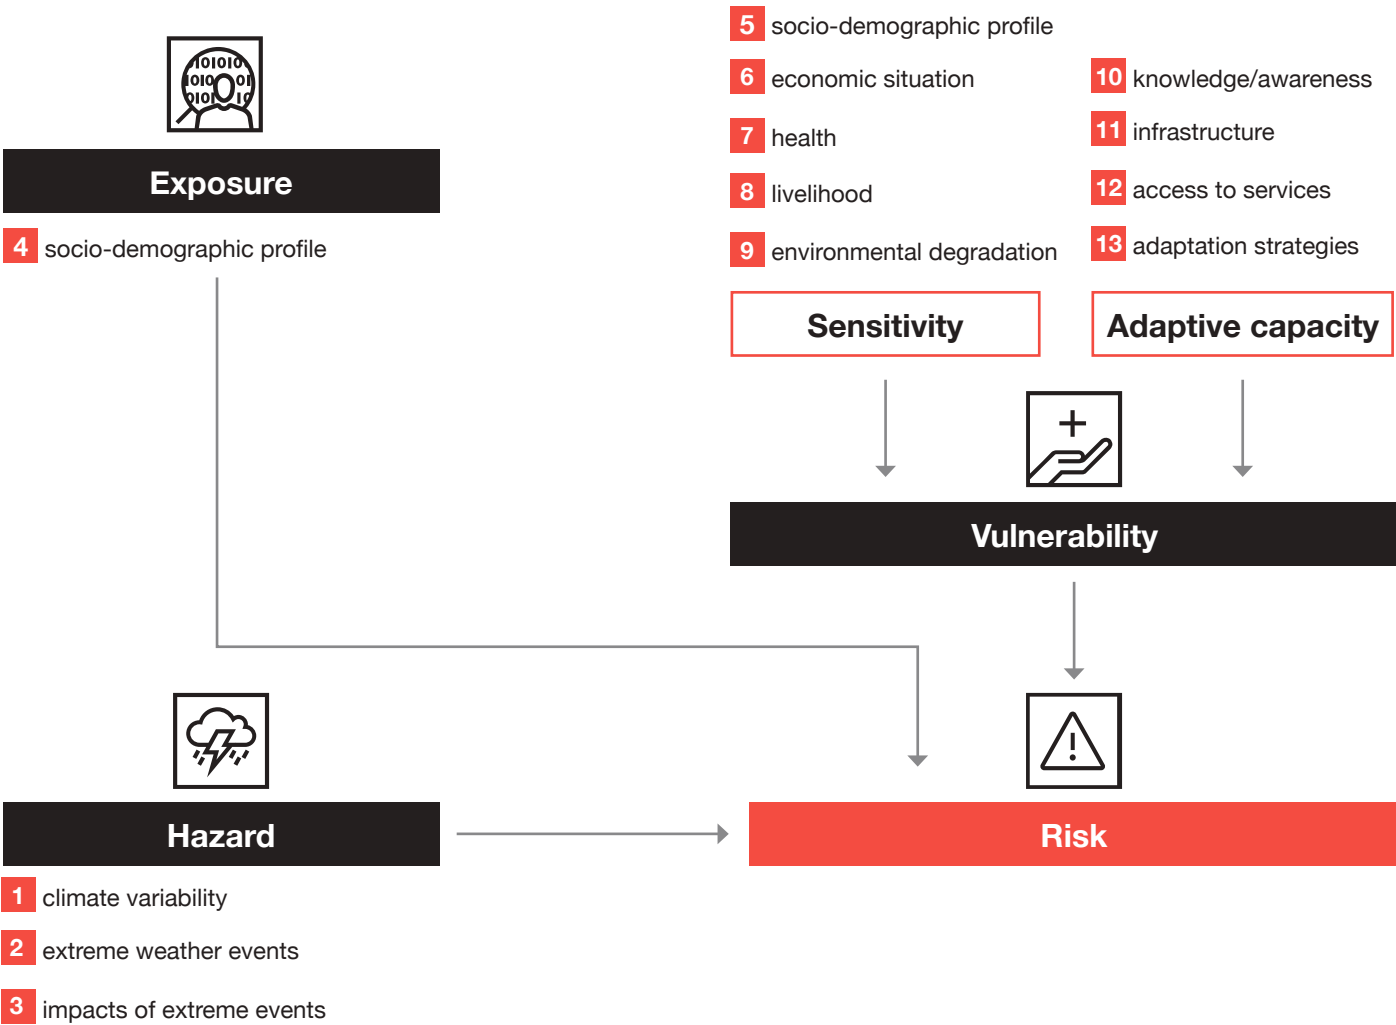 Exposure
4 socio-demographic profile
5 socio-demographic profile
6 economic situation
7 health
8 livelihood
9 environmental degradation
Sensitivity
10 knowledge/awareness
11 infrastructure
12 access to services
13 adaptation strategies
Adaptive capacity
Vulnerability
Hazard
1 climate variability
2 extreme weather events
3 impacts of extreme events
Risk